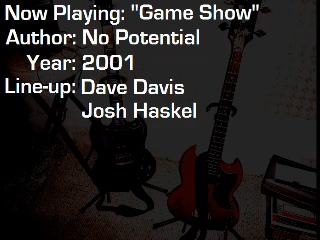 Now Playing: "Game Show"
Author: No Potential
Year: 2001
Line-up: Dave Davis
Josh Haskel